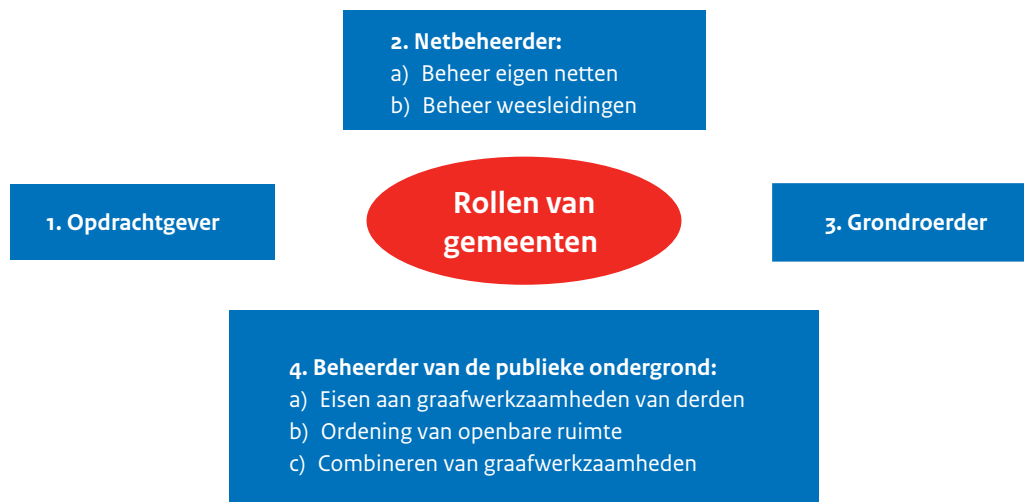 2. Netbeheerder:
a) Beheer eigen netten
b) Beheer weesleidingen
1. Opdrachtgever
Rollen van
gemeenten
3. Grondroerder
4. Beheerder van de publieke ondergrond:
a) Eisen aan graafwerkzaamheden van derden
b) Ordening van openbare ruimte
c) Combineren van graafwerkzaamheden